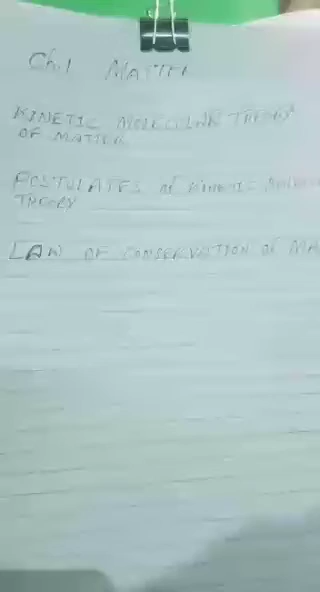 Ch.1 MATTER
KINETIC MOLECULAR THEORY
OF MATTER
POSTULATES OF KINETIC
THEORY
LAW OF CONSERVATION OF